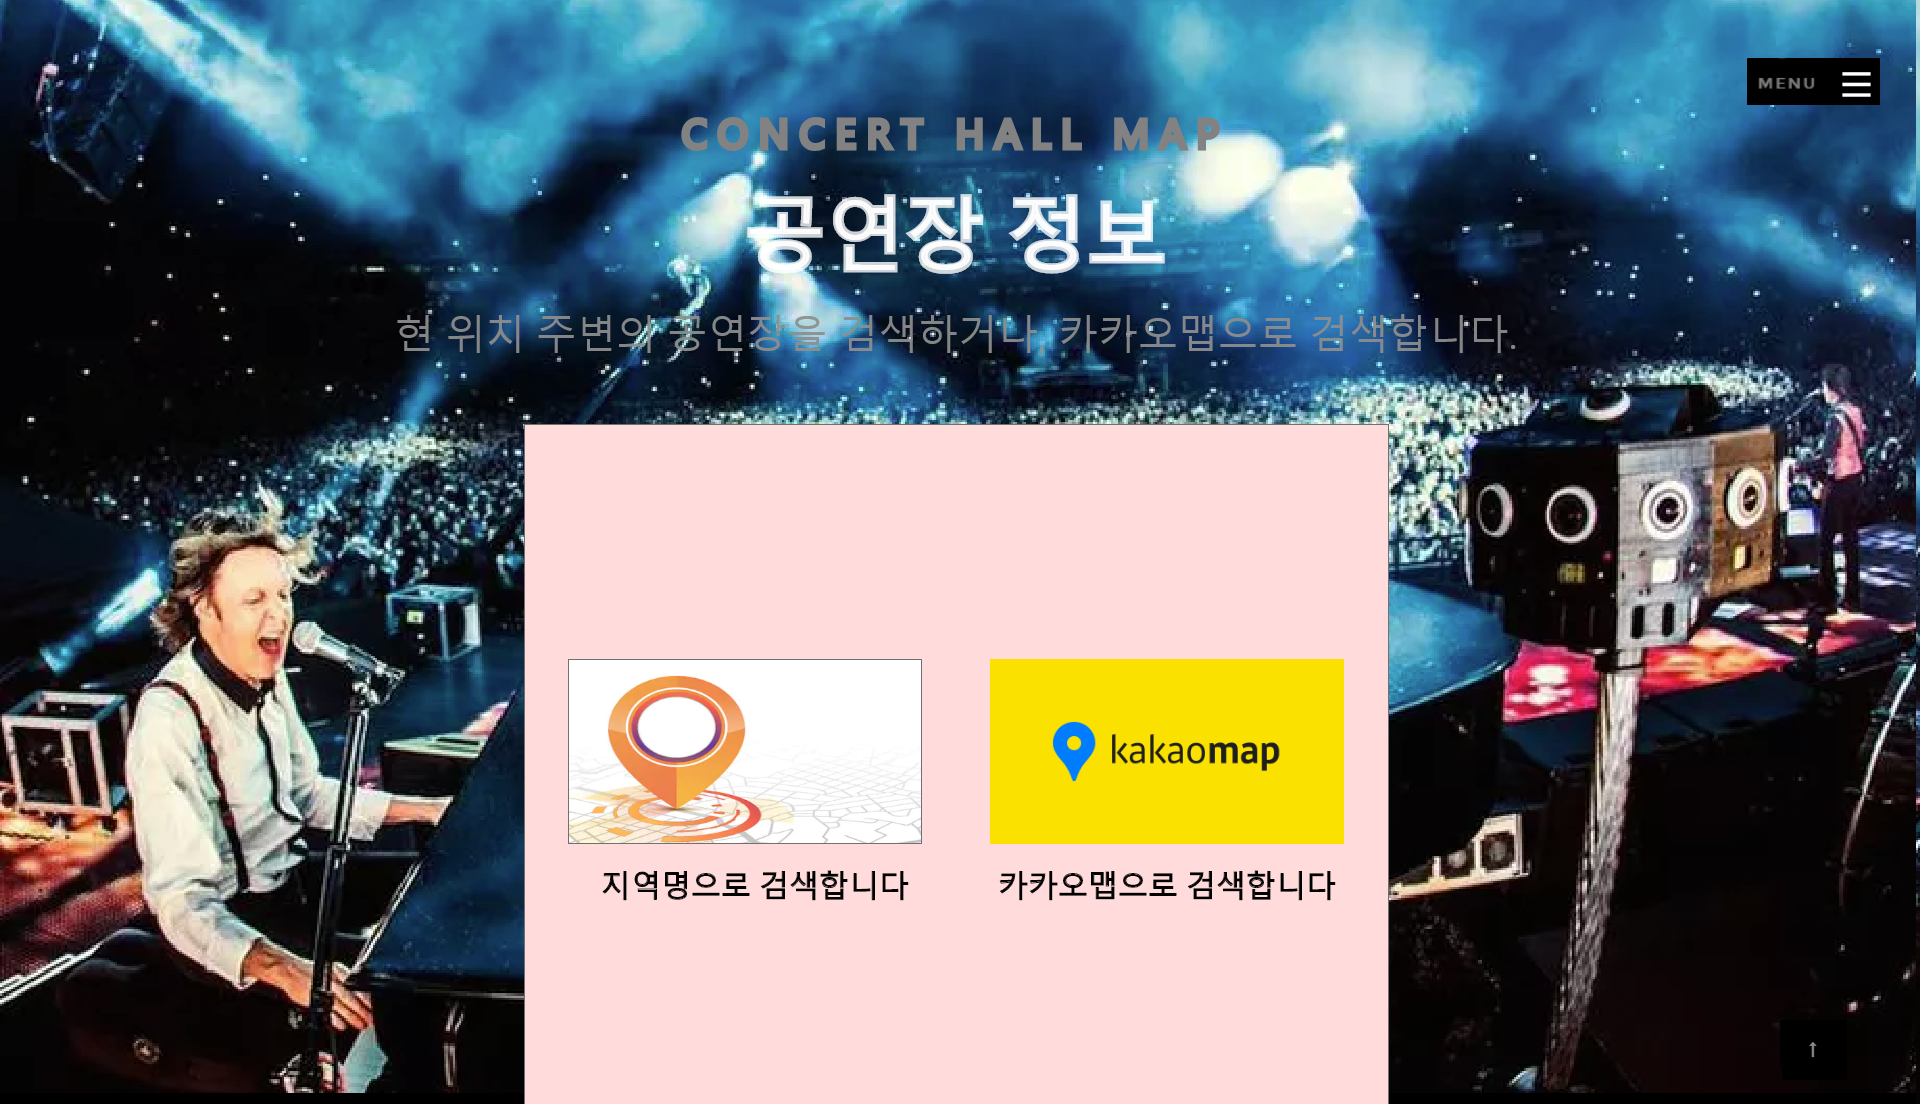 MENU
CONCERT HALL MAP
공연장 정보
현 위치 주변의 공연장을 검색하거나, 카카오맵으로 검색합니다.
kakaomap
지역명으로 검색합니다
카카오맵으로 검색합니다
↑